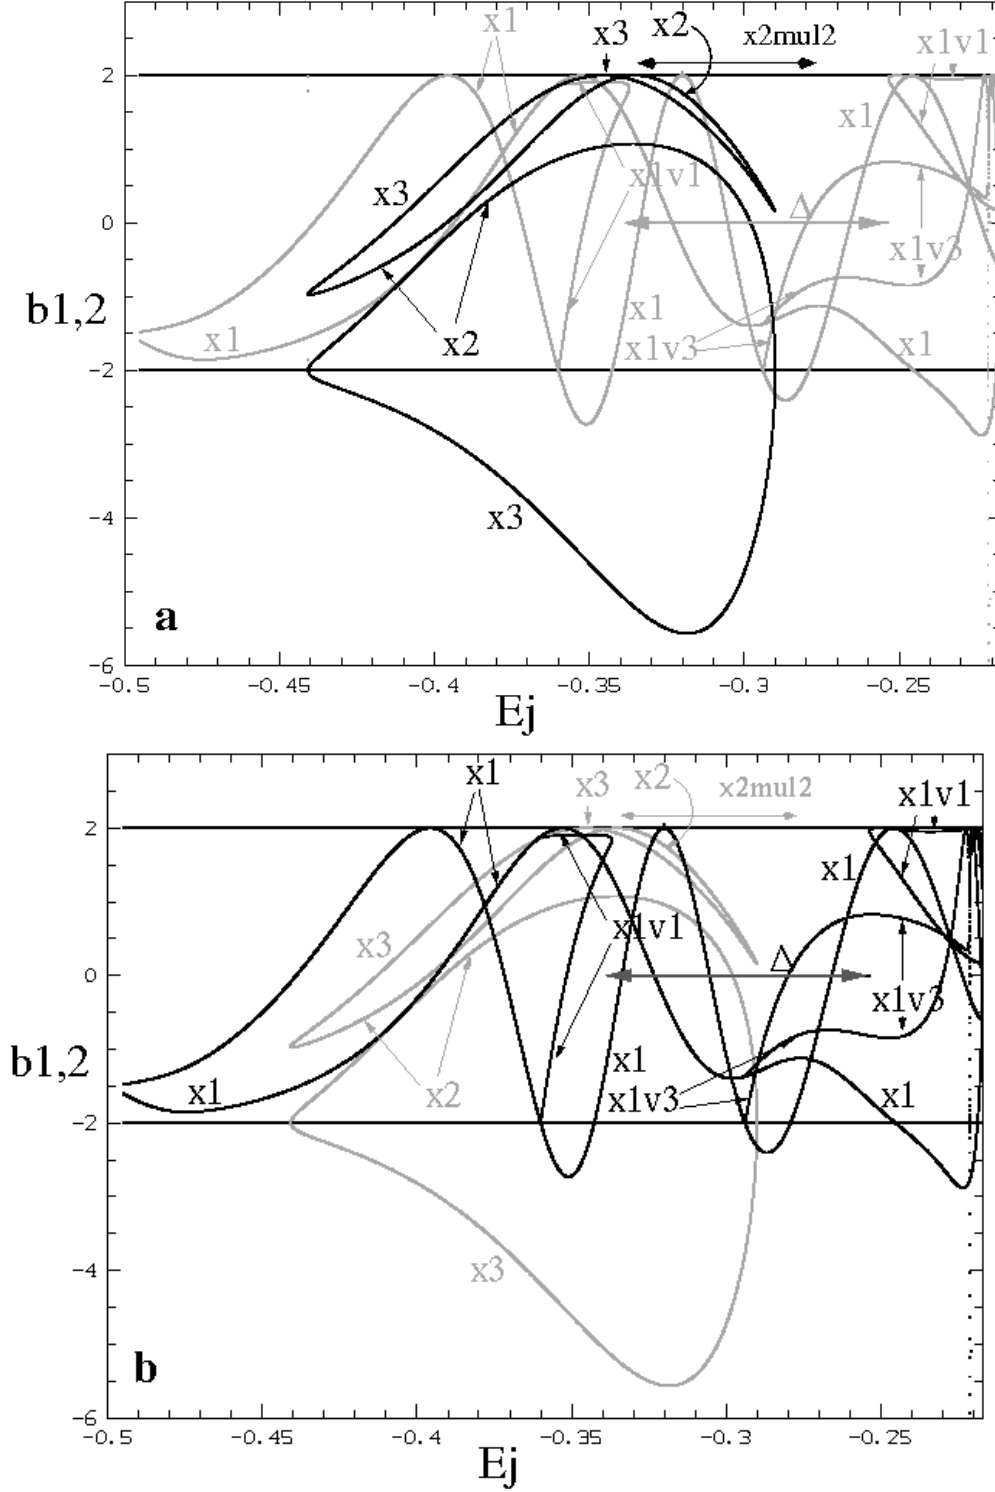 x1 x3 x2 x2mul2 x1v1
2
x1
x3 x1v1
0 Δ
x1v3
b1,2 x1
x1 x2 x1v3 x1
-2
-4 x3
a
-6
-0.5 -0.45 -0.4 -0.35 -0.3 -0.25
Ej
x1 x3 x2 x2mul2 x1v1
2
x1
x3 x1v1
0 Δ
x1v3
b1,2 x1
x1 x2 x1v3 x1
-2
-4 x3
b
-6
-0.5 -0.45 -0.4 -0.35 -0.3 -0.25
Ej